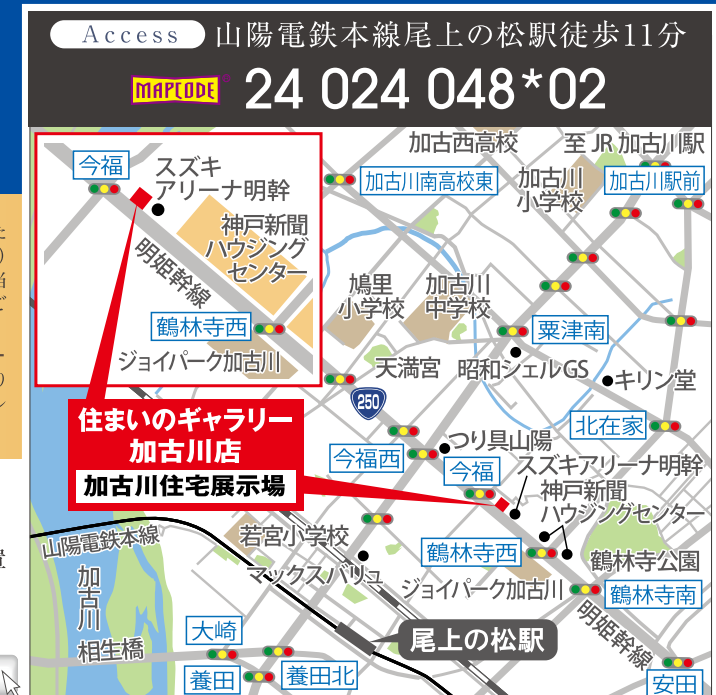 Access 山陽電鉄本線尾上の松駅徒歩11分
MAPCODE 24 024 048*02
今福
スズキ
アリーナ明幹
神戸新聞
ハウジング
センター
明姫幹線
鶴林寺西
ジョイパーク加古川
加古西高校
至 JR 加古川駅
加古川南高校東
加古川
小学校
加古川駅前
鳩里
小学校
加古川
中学校
粟津南
天満宮
昭和シェルGS
キリン堂
250
北在家
住まいのギャラリー
加古川店
加古川住宅展示場
つり具山陽
今福西
今福
スズキアリーナ明幹
神戸新聞
ハウジングセンター
若宮小学校
山陽電鉄本線
マックスバリュ
鶴林寺西
鶴林寺公園
加古川
ジョイパーク加古川
鶴林寺南
明姫幹線
大崎
尾上の松駅
相生橋
養田
養田北
安田